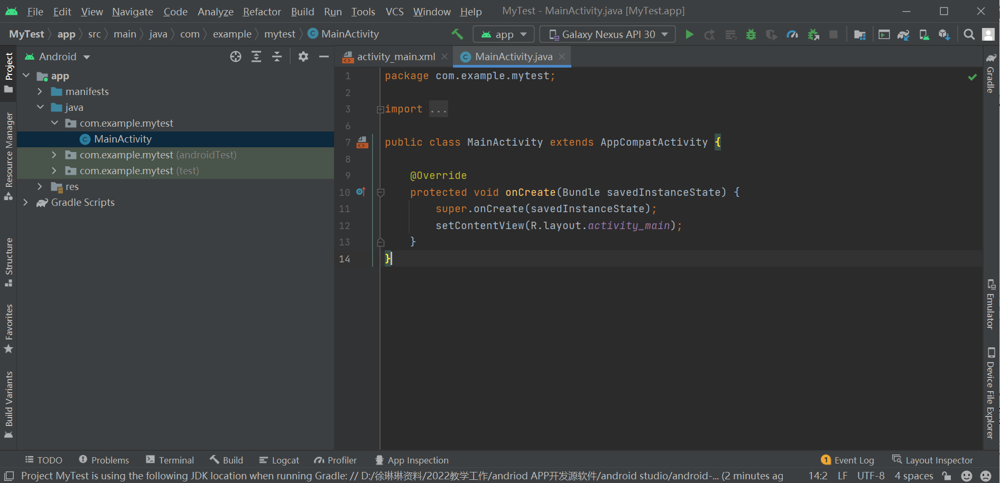 File Edit View Navigate Code Analyze Refactor Build Run Tools VCS Window Help MyTest - MainActivity.java [MyTest.app]
MyTest app src main java com example mytest MainActivity app Galaxy Nexus API 30
Android
app
manifests
java
com.example.mytest
MainActivity
com.example.mytest (androidTest)
com.example.mytest (test)
res
Gradle Scripts
Project
Resource Manager
Structure
Favorites
Build Variants
activity_main.xml MainActivity.java
1 package com.example.mytest;
2
3 import ...
6
7 public class MainActivity extends AppCompatActivity {
8
9 @Override
10 protected void onCreate(Bundle savedInstanceState) {
11 super.onCreate(savedInstanceState);
12 setContentView(R.layout.activity_main);
13 }
14 }
Gradle
Emulator
Device File Explorer
TODO Problems Terminal Build Logcat Profiler App Inspection 1 Event Log Layout Inspector
Project MyTest is using the following JDK location when running Gradle: // D:/徐琳琳资料/2022教学工作/andriod APP开发源软件/android studio/android-... (2 minutes ag 14:2 LF UTF-8 4 spaces